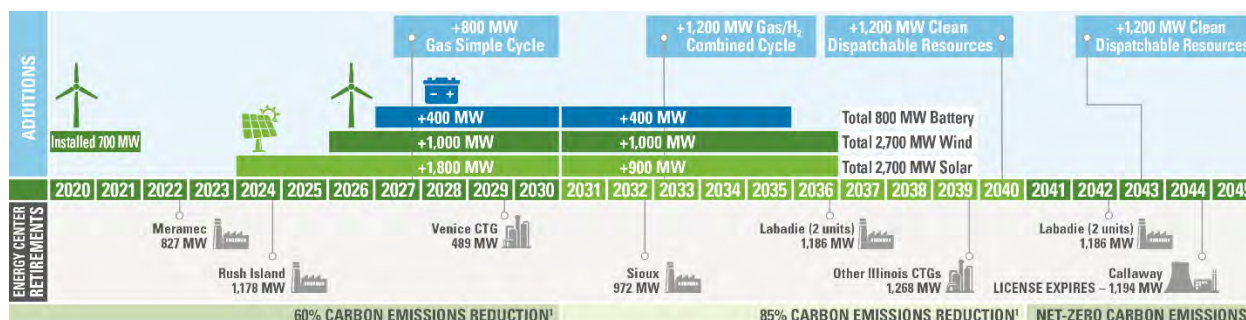 ADDITIONS
+800 MW
Gas Simple Cycle
+1,200 MW Gas/H₂
Combined Cycle
+1,200 MW Clean
Dispatchable Resources
+1,200 MW Clean
Dispatchable Resources
+400 MW
+400 MW
Total 800 MW Battery
Installed 700 MW
+1,000 MW
+1,000 MW
Total 2,700 MW Wind
+1,800 MW
+900 MW
Total 2,700 MW Solar
2020 2021 2022 2023 2024 2025 2026 2027 2028 2029 2030 2031 2032 2033 2034 2035 2036 2037 2038 2039 2040 2041 2042 2043 2044 2045
ENERGY CENTER
RETIREMENTS
Meramec
827 MW
Rush Island
1,178 MW
Venice CTG
489 MW
Sioux
972 MW
Labadie (2 units)
1,186 MW
Other Illinois CTGs
1,268 MW
Labadie (2 units)
1,186 MW
Callaway
LICENSE EXPIRES – 1,194 MW
60% CARBON EMISSIONS REDUCTION¹
85% CARBON EMISSIONS REDUCTION¹
NET-ZERO CARBON EMISSIONS